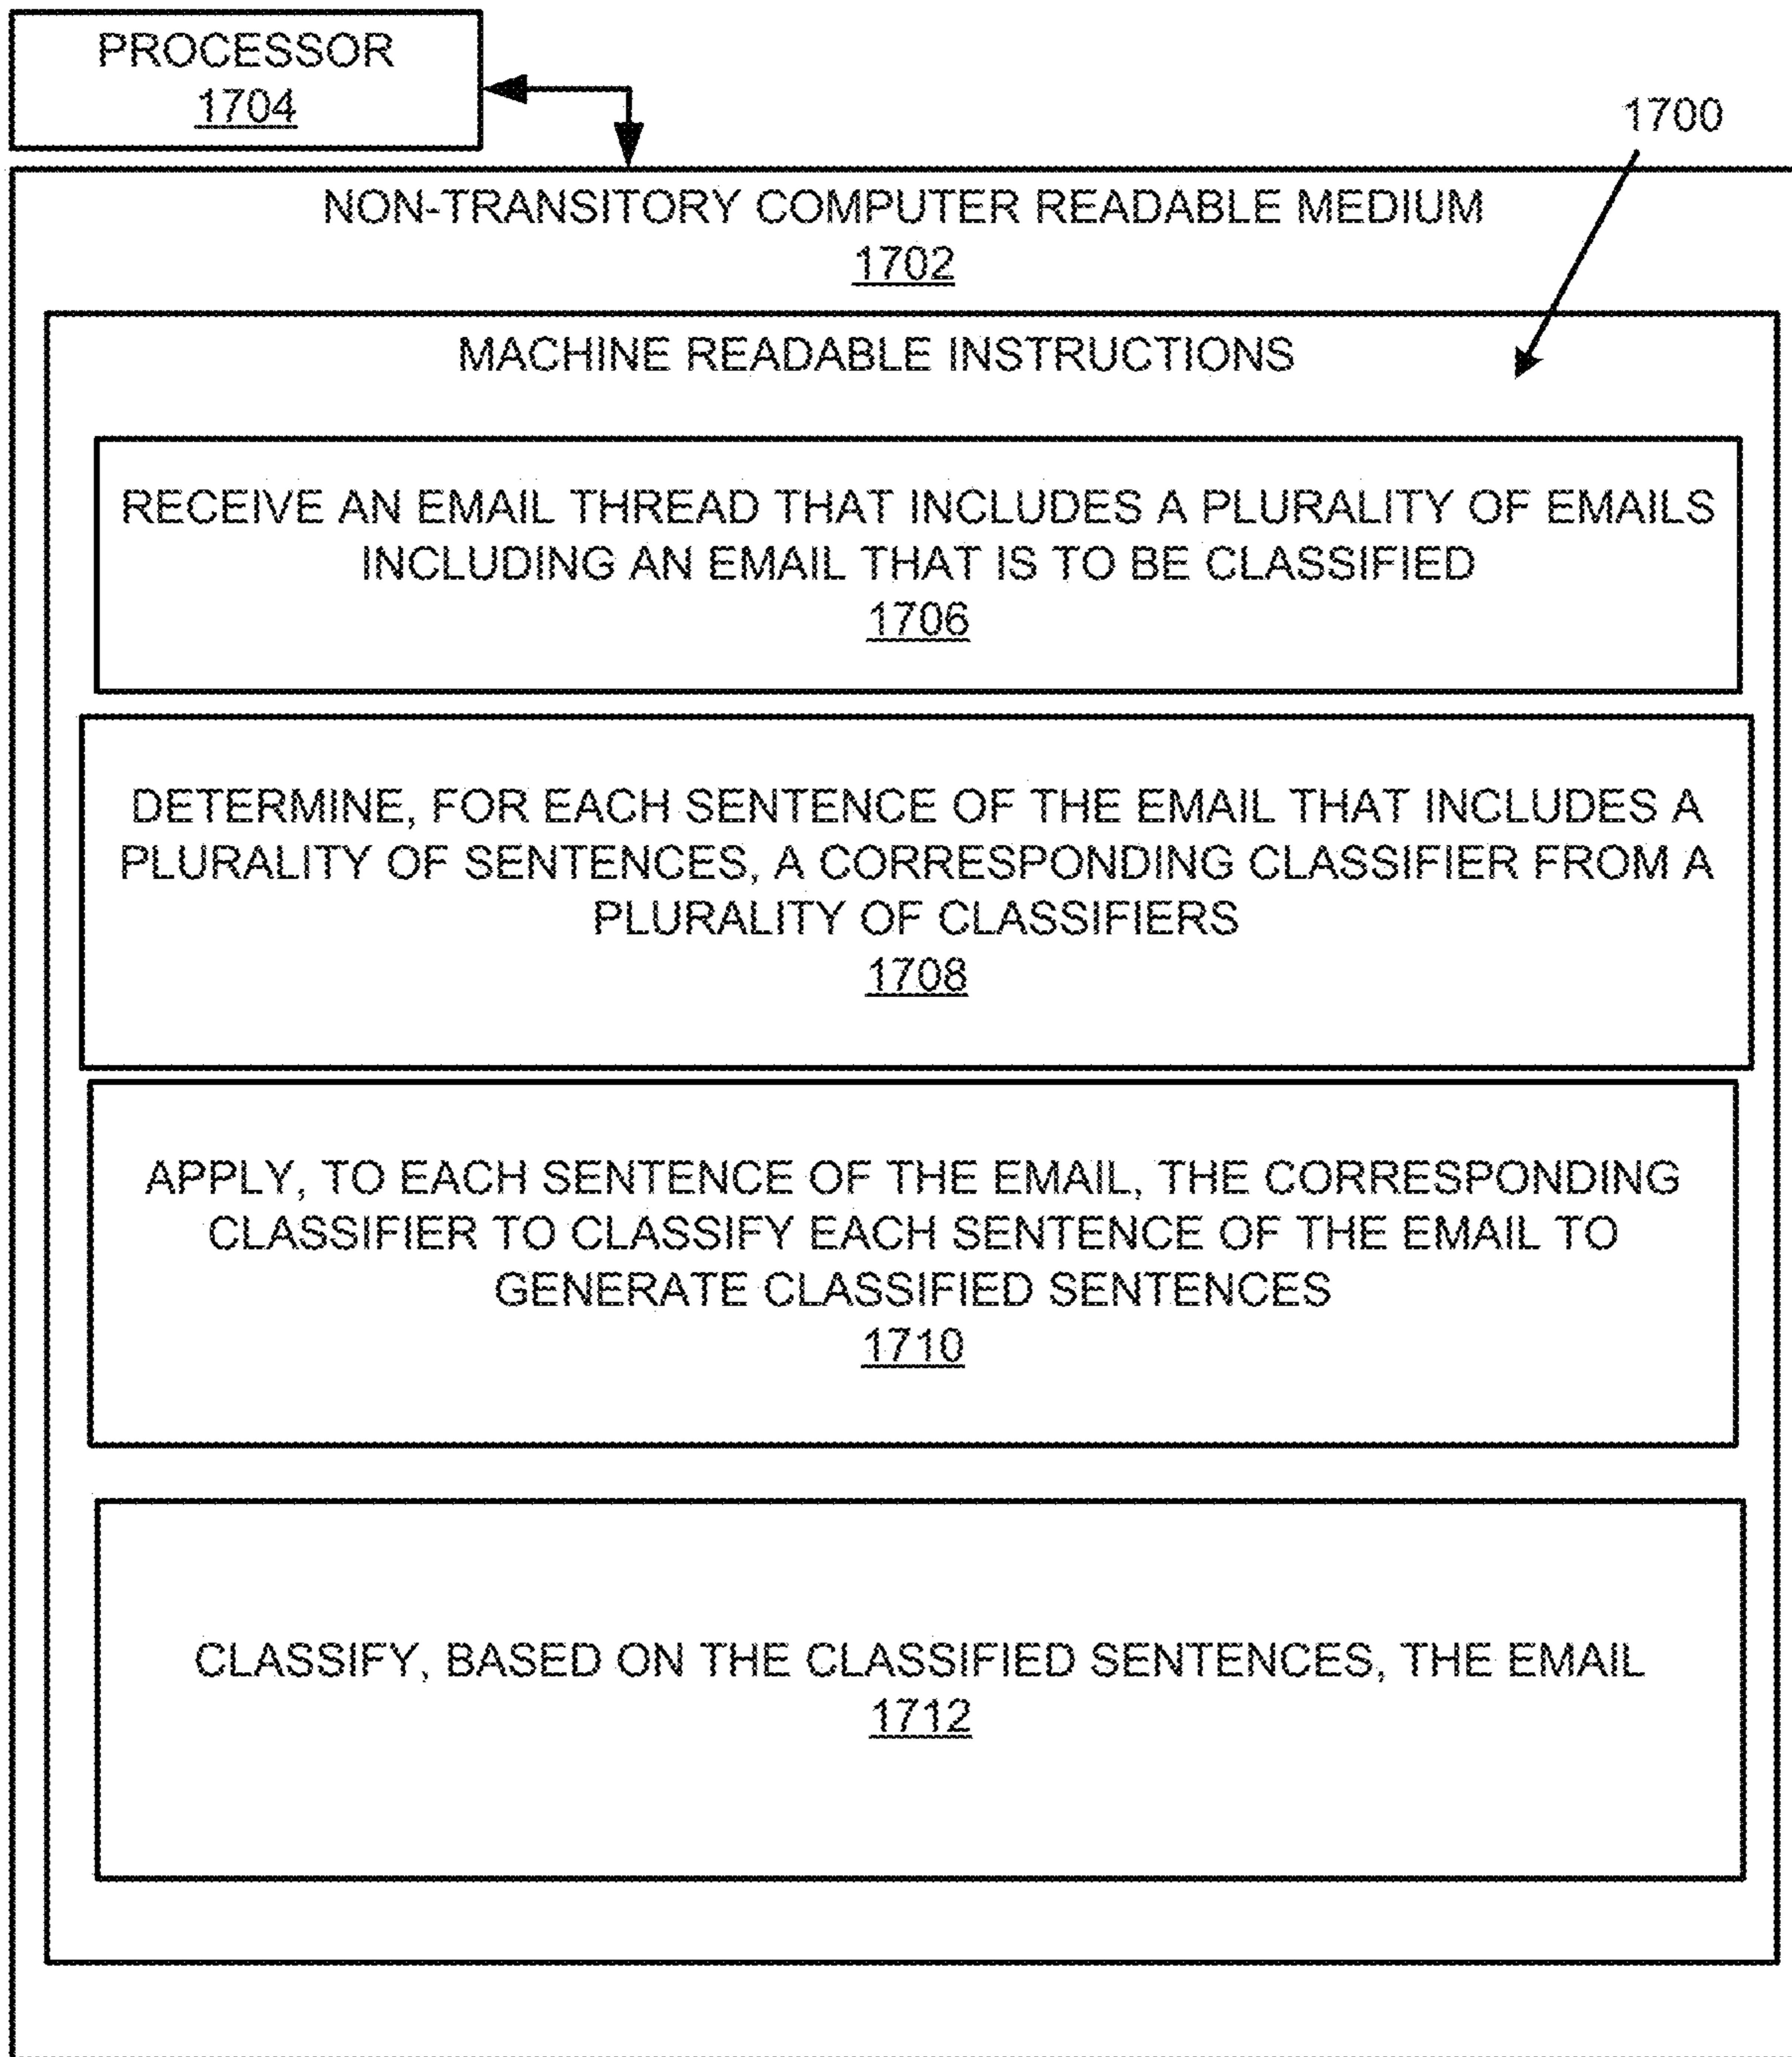 PROCESSOR
1704
1700
NON-TRANSITORY COMPUTER READABLE MEDIUM
1702
MACHINE READABLE INSTRUCTIONS
RECEIVE AN EMAIL THREAD THAT INCLUDES A PLURALITY OF EMAILS
INCLUDING AN EMAIL THAT IS TO BE CLASSIFIED
1706
DETERMINE, FOR EACH SENTENCE OF THE EMAIL THAT INCLUDES A
PLURALITY OF SENTENCES, A CORRESPONDING CLASSIFIER FROM A
PLURALITY OF CLASSIFIERS
1708
APPLY, TO EACH SENTENCE OF THE EMAIL, THE CORRESPONDING
CLASSIFIER TO CLASSIFY EACH SENTENCE OF THE EMAIL TO
GENERATE CLASSIFIED SENTENCES
1710
CLASSIFY, BASED ON THE CLASSIFIED SENTENCES, THE EMAIL
1712